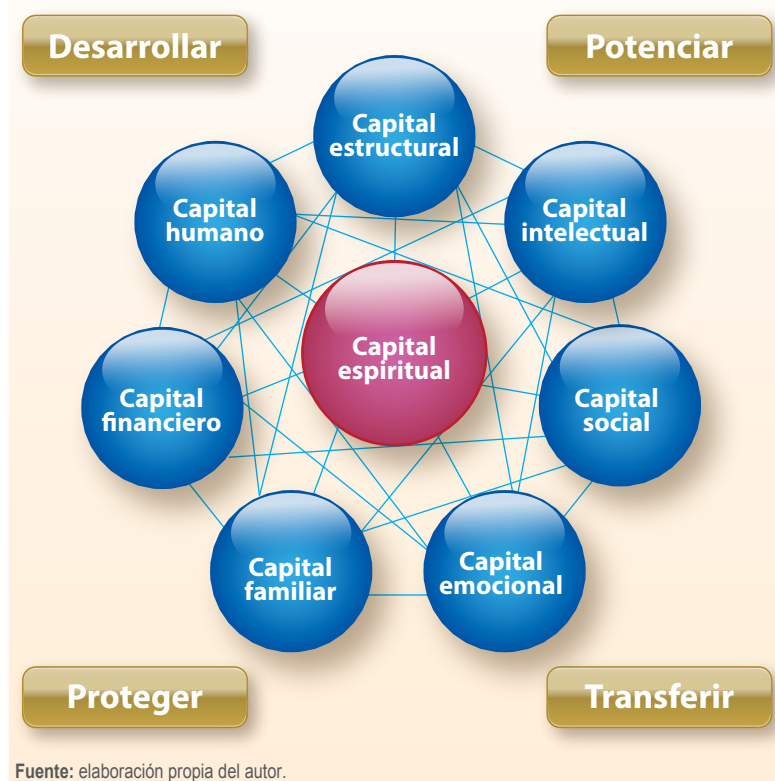 Desarrollar
Potenciar
Capital
estructural
Capital
humano
Capital
intelectual
Capital
espiritual
Capital
financiero
Capital
social
Capital
familiar
Capital
emocional
Proteger
Transferir
Fuente: elaboración propia del autor.